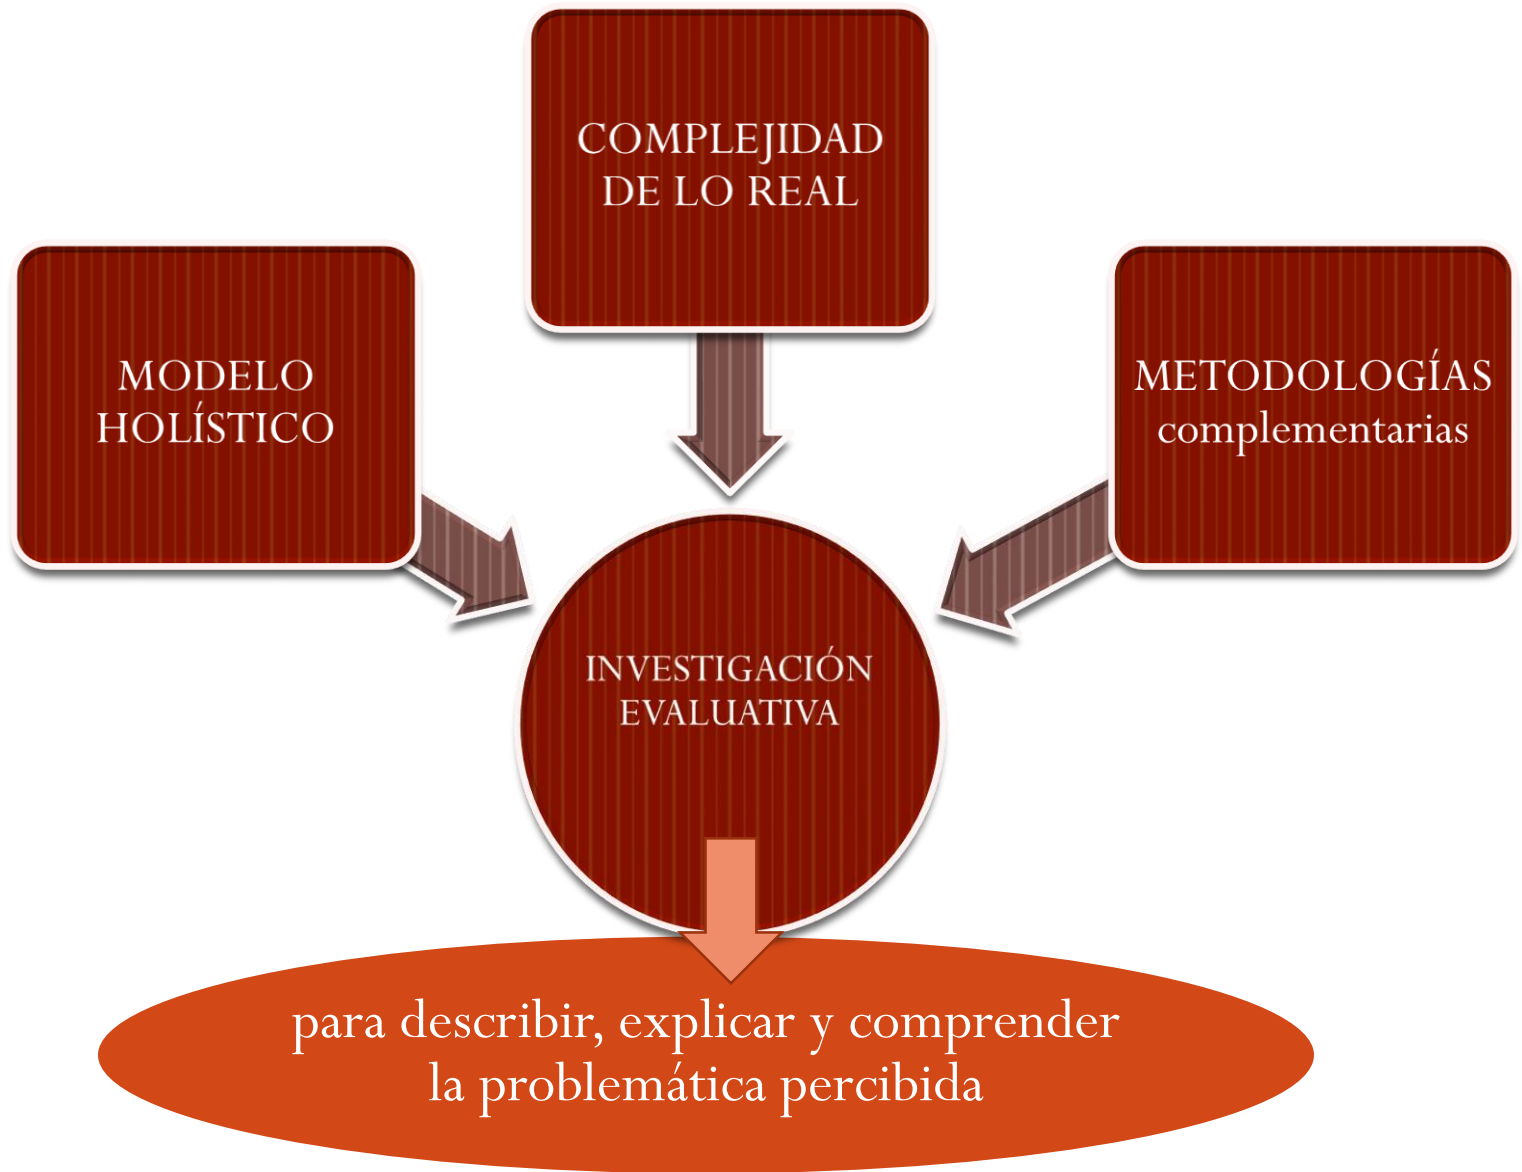 COMPLEJIDAD
DE LO REAL
MODELO
HOLÍSTICO
METODOLOGÍAS
complementarias
INVESTIGACIÓN
EVALUATIVA
para describir, explicar y comprender
la problemática percibida